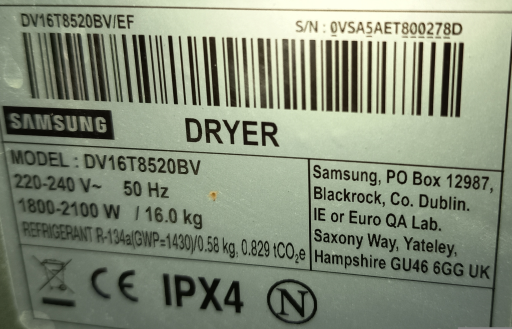 DV16T8520BV/EF
S/N : 0VSA5AET800278D
SAMSUNG
DRYER
MODEL : DV16T8520BV
220-240 V~ 50 Hz
1800-2100 W / 16.0 kg
REFRIGERANT R-134a(GWP=1430)/0.58 kg, 0.829 tCO₂e
Samsung, PO Box 12987,
Blackrock, Co. Dublin.
IE or Euro QA Lab.
Saxony Way, Yateley,
Hampshire GU46 6GG UK
CE IPX4 N